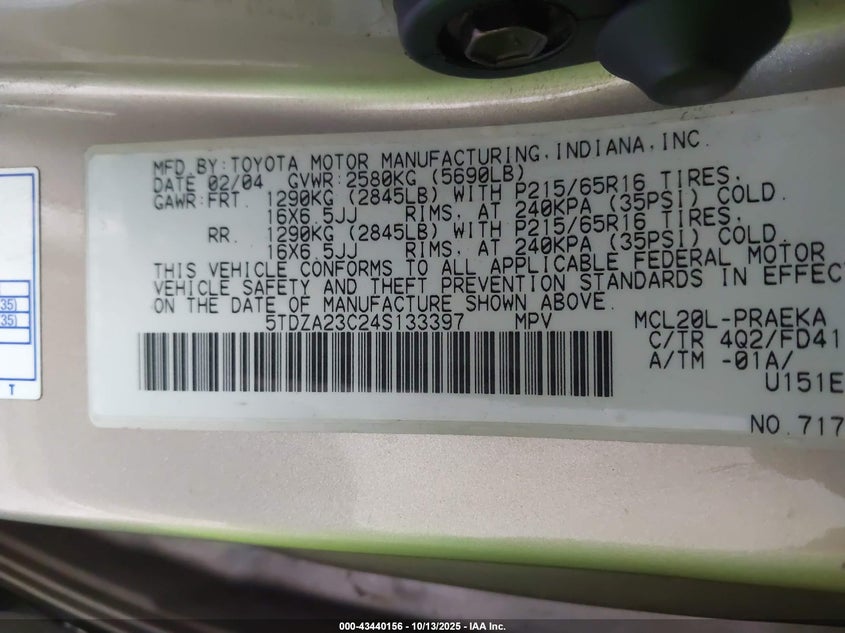 MFD.BY:TOYOTA MOTOR MANUFACTURING,INDIANA,INC.
DATE 02/04 GVWR:2580KG (5690LB)
GAWR:FRT. 1290KG (2845LB) WITH P215/65R16 TIRES,
16X6.5JJ RIMS, AT 240KPA (35PSI) COLD.
RR. 1290KG (2845LB) WITH P215/65R16 TIRES,
16X6.5JJ RIMS, AT 240KPA (35PSI) COLD.
THIS VEHICLE CONFORMS TO ALL APPLICABLE FEDERAL MOTOR
VEHICLE SAFETY AND THEFT PREVENTION STANDARDS IN EFFEC
ON THE DATE OF MANUFACTURE SHOWN ABOVE.
5TDZA23C24S133397 MPV MCL20L-PRAEKA
C/TR 4Q2/FD41
A/TM -01A/
U151E
NO.717
35)
35)
T
000-43440156 - 10/13/2025 - IAA Inc.